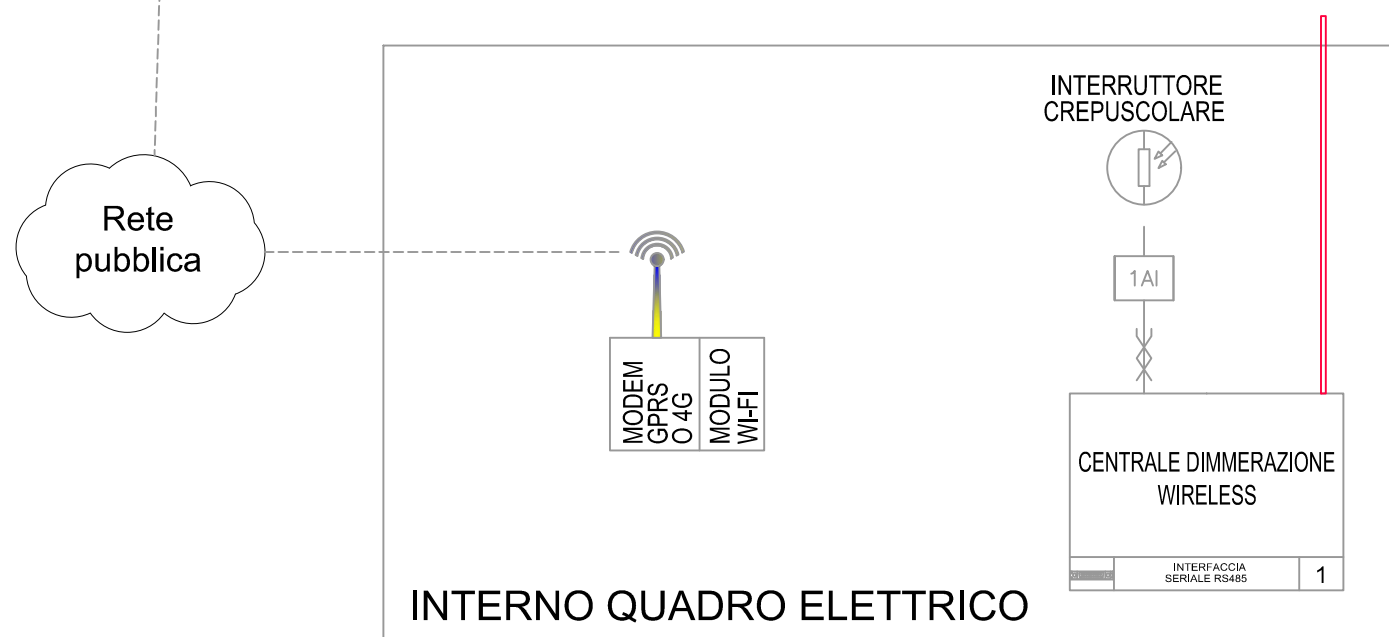 INTERRUTTORE
CREPUSCOLARE
Rete
pubblica
1AI
MODEM
GPRS
O 4G
MODULO
WI-FI
CENTRALE DIMMERAZIONE
WIRELESS
INTERFACCIA
SERIALE RS485
1
INTERNO QUADRO ELETTRICO